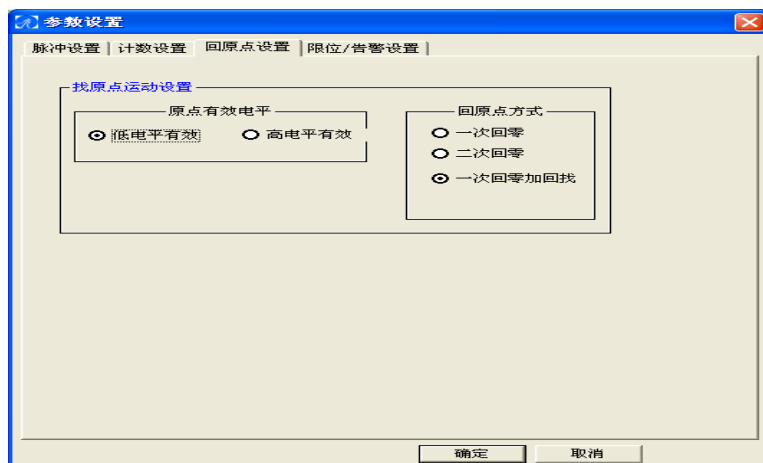 参数设置
脉冲设置 计数设置 回原点设置 限位/告警设置
找原点运动设置
原点有效电平 回原点方式
低电平有效 高电平有效 一次回零
二次回零
一次回零加回找
确定 取消